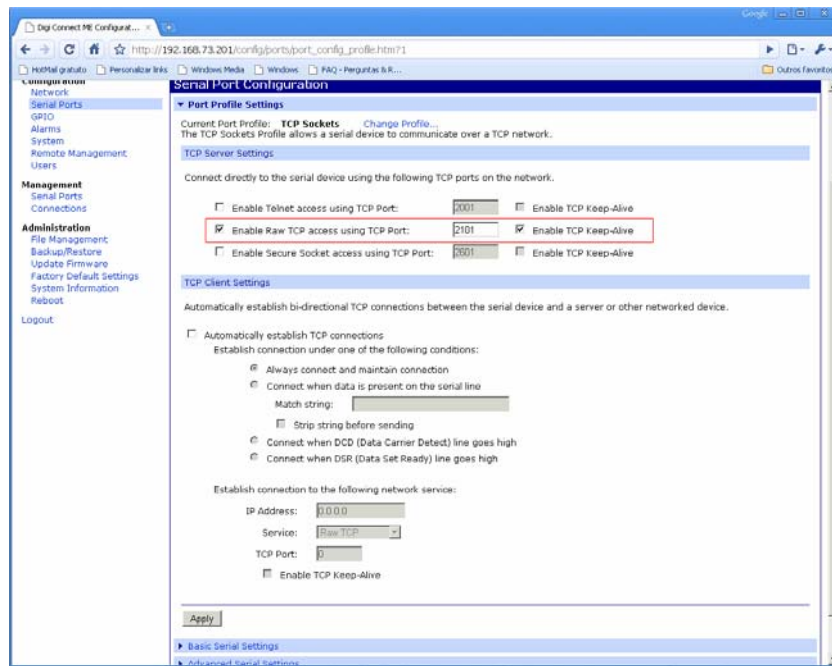 Google
Digi Connect ME Configurat...
http://192.168.73.201/config/ports/port_config_profile.htm?1
HotMail gratuito Personalizar links Windows Media Windows FAQ - Perguntas & R... Outros favoritos
Configuration
Network
Serial Ports
GPIO
Alarms
System
Remote Management
Users
Management
Serial Ports
Connections
Administration
File Management
Backup/Restore
Update Firmware
Factory Default Settings
System Information
Reboot
Logout
Serial Port Configuration
Port Profile Settings
Current Port Profile: TCP Sockets Change Profile...
The TCP Sockets Profile allows a serial device to communicate over a TCP network.
TCP Server Settings
Connect directly to the serial device using the following TCP ports on the network.
Enable Telnet access using TCP Port: 2001 Enable TCP Keep-Alive
Enable Raw TCP access using TCP Port: 2101 Enable TCP Keep-Alive
Enable Secure Socket access using TCP Port: 2601 Enable TCP Keep-Alive
TCP Client Settings
Automatically establish bi-directional TCP connections between the serial device and a server or other networked device.
Automatically establish TCP connections
Establish connection under one of the following conditions:
Always connect and maintain connection
Connect when data is present on the serial line
Match string:
Strip string before sending
Connect when DCD (Data Carrier Detect) line goes high
Connect when DSR (Data Set Ready) line goes high
Establish connection to the following network service:
IP Address: 0.0.0.0
Service: Raw TCP
TCP Port: 0
Enable TCP Keep-Alive
Apply
Basic Serial Settings
Advanced Serial Settings